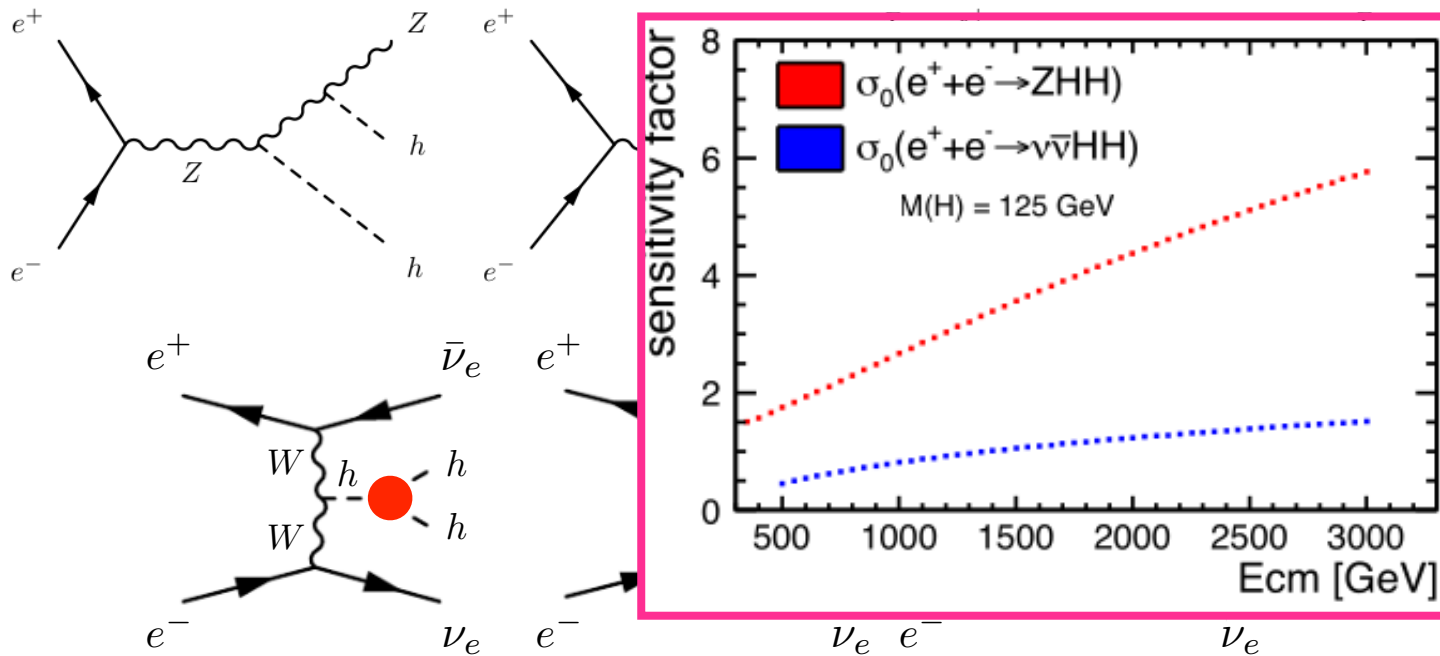 e⁺
Z
h
Z
e⁻
h
e⁺
e⁻
8
6
4
2
0
sensitivity factor
σ₀(e⁺+e⁻→ZHH)
σ₀(e⁺+e⁻→νν̄HH)
M(H) = 125 GeV
500 1000 1500 2000 2500 3000
Ecm [GeV]
e⁺
ν̄ₑ
W
h
h
W
h
e⁻
νₑ
e⁺
e⁻
νₑ e⁻
νₑ